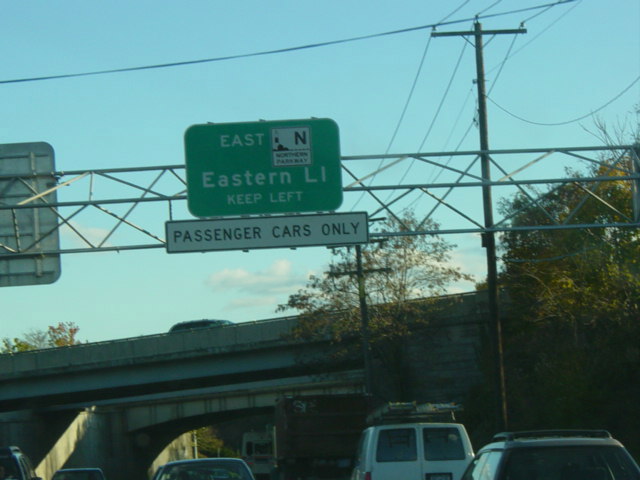 EAST
N
NORTHERN
PARKWAY
Eastern LI
KEEP LEFT
PASSENGER CARS ONLY